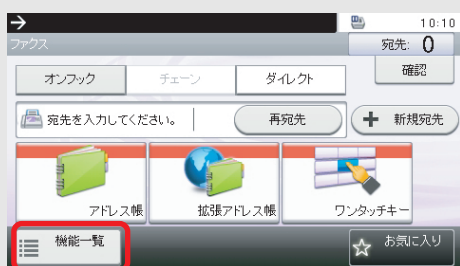 10:10
ファクス
宛先: 0
オンフック
チェーン
ダイレクト
確認
宛先を入力してください。
再宛先
新規宛先
アドレス帳
拡張アドレス帳
ワンタッチキー
機能一覧
お気に入り